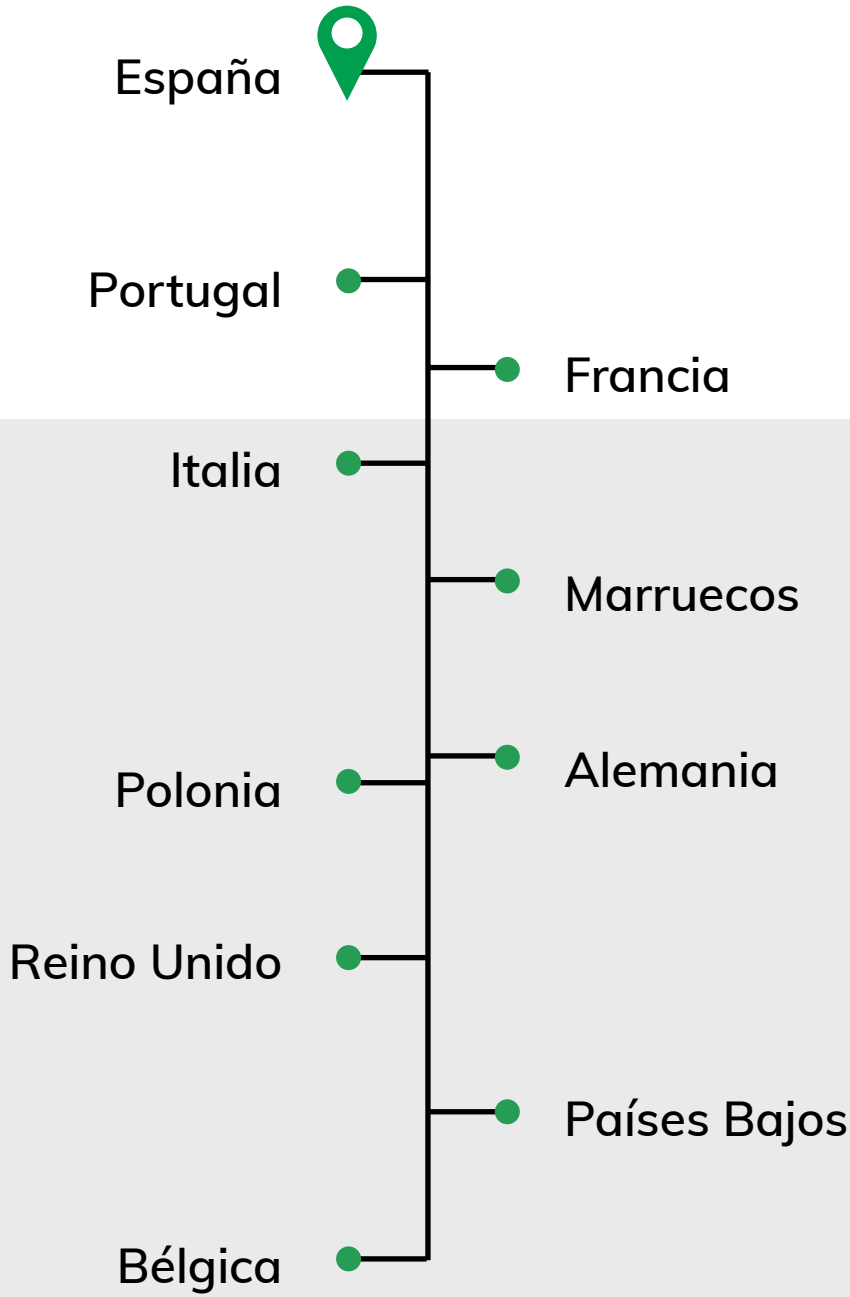 España
Portugal
Francia
Italia
Marruecos
Alemania
Polonia
Reino Unido
Países Bajos
Bélgica